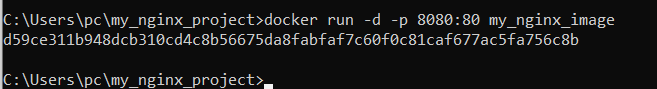 C:\Users\pc\my_nginx_project>docker run -d -p 8080:80 my_nginx_image
d59ce311b948dcb310cd4c8b56675da8fabfaf7c60f0c81caf677ac5fa756c8b
C:\Users\pc\my_nginx_project>